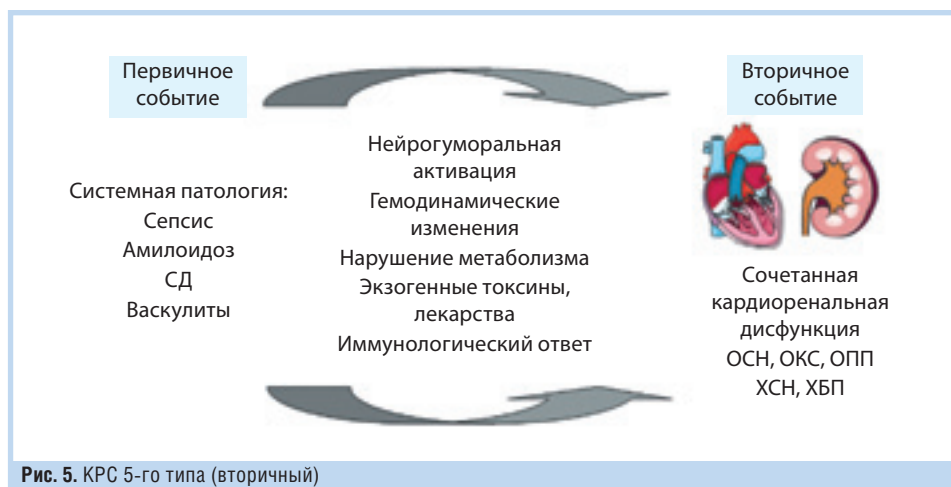 Первичное
событие
Системная патология:
Сепсис
Амилоидоз
СД
Васкулиты
Нейрогуморальная
активация
Гемодинамические
изменения
Нарушение метаболизма
Экзогенные токсины,
лекарства
Иммунологический ответ
Вторичное
событие
Сочетанная
кардиоренальная
дисфункция
ОСН, ОКС, ОПП
ХСН, ХБП
Рис. 5. КРС 5-го типа (вторичный)